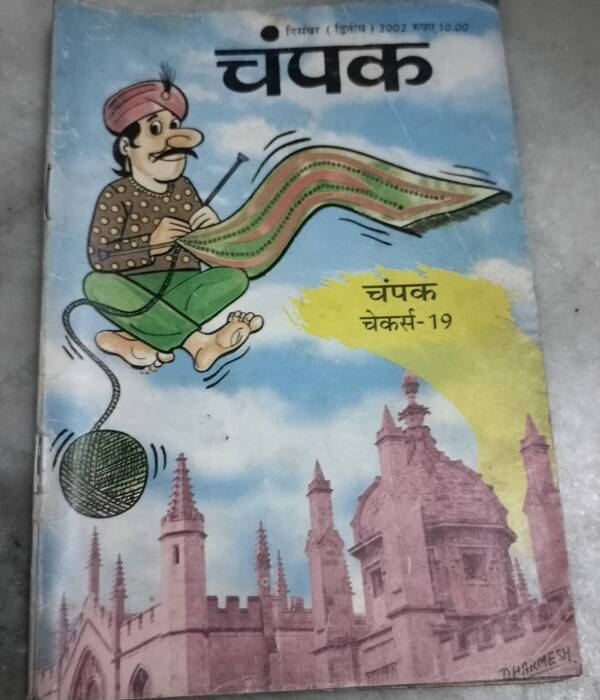 दिसंबर ( द्वितीय ) 2002 रुपए 10.00
चंपक
चंपक
चेकर्स-19
DHARMESH.